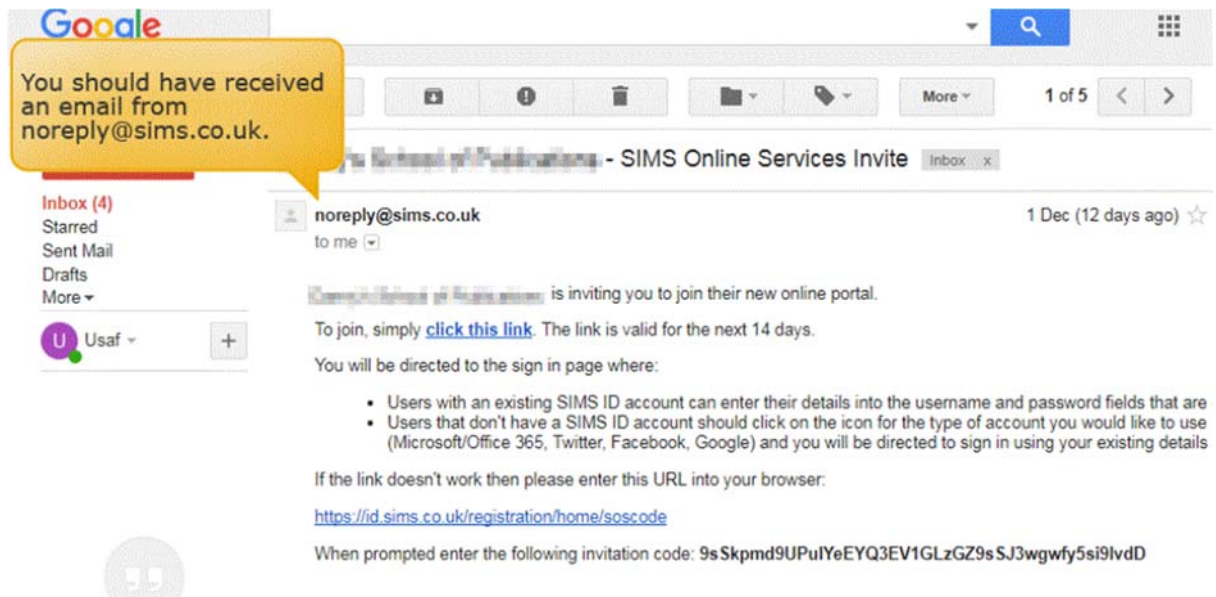 Google
You should have received
an email from
noreply@sims.co.uk.
More
1 of 5
- SIMS Online Services Invite
Inbox x
Inbox (4)
Starred
Sent Mail
Drafts
More
U Usaf
noreply@sims.co.uk
1 Dec (12 days ago)
to me
is inviting you to join their new online portal.
To join, simply click this link. The link is valid for the next 14 days.
You will be directed to the sign in page where:
• Users with an existing SIMS ID account can enter their details into the username and password fields that are
• Users that don't have a SIMS ID account should click on the icon for the type of account you would like to use
(Microsoft/Office 365, Twitter, Facebook, Google) and you will be directed to sign in using your existing details
If the link doesn't work then please enter this URL into your browser:
https://id.sims.co.uk/registration/home/soscode
When prompted enter the following invitation code: 9sSkpmd9UPulYeEYQ3EV1GLzGZ9sSJ3wgwfy5si9lvdD